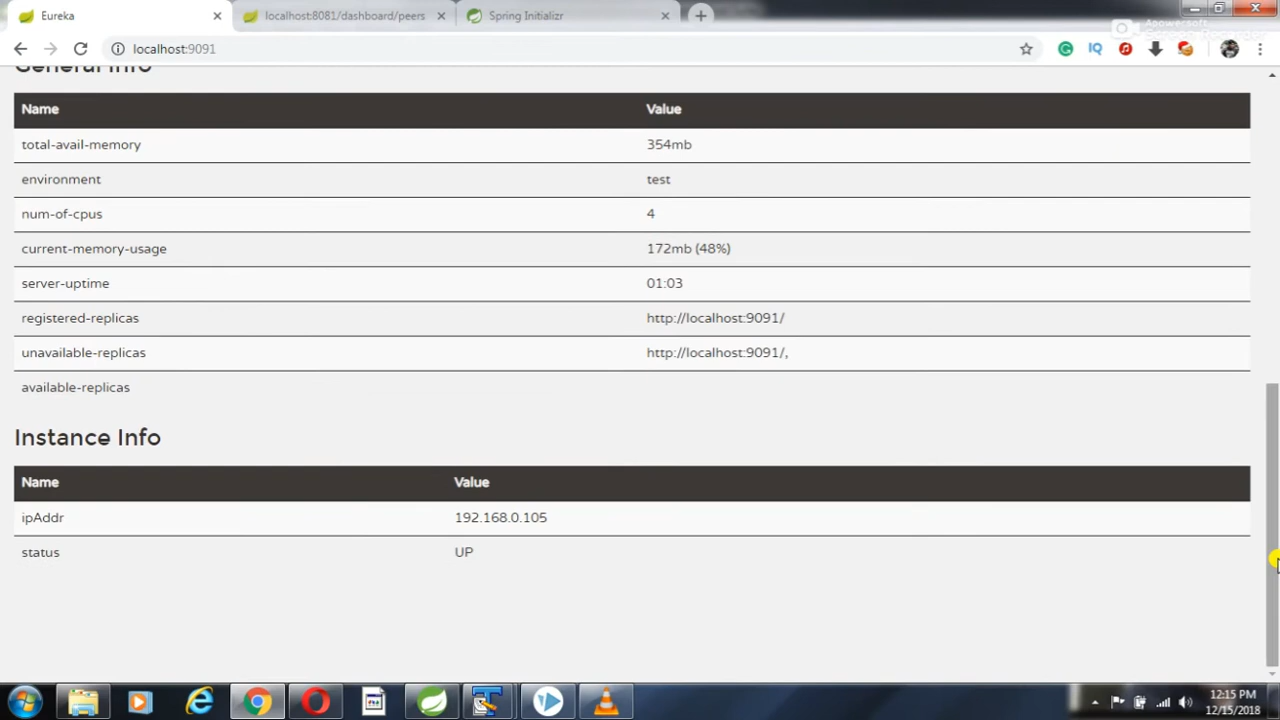 Eureka
localhost:8081/dashboard/peers
Spring Initializr
localhost:9091
Apowersoft
Screen Recorder
General Info
Name Value
total-avail-memory 354mb
environment test
num-of-cpus 4
current-memory-usage 172mb (48%)
server-uptime 01:03
registered-replicas http://localhost:9091/
unavailable-replicas http://localhost:9091/,
available-replicas
Instance Info
Name Value
ipAddr 192.168.0.105
status UP
12:15 PM
12/15/2018